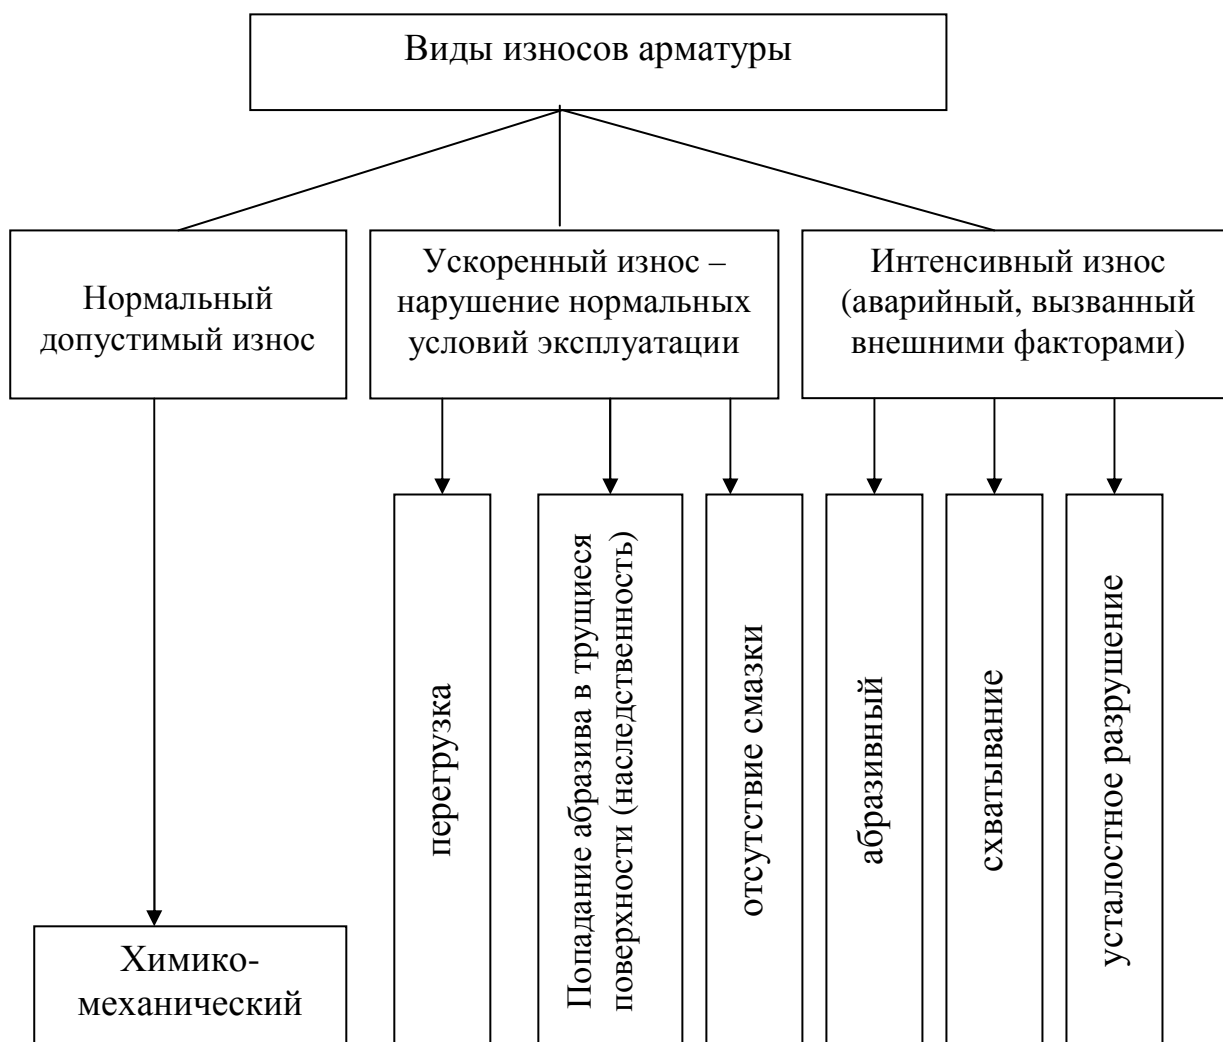 Виды износов арматуры
Нормальный
допустимый износ
Ускоренный износ –
нарушение нормальных
условий эксплуатации
Интенсивный износ
(аварийный, вызванный
внешними факторами)
Химико-
механический
перегрузка
Попадание абразива в трущиеся
поверхности (наследственность)
отсутствие смазки
абразивный
схватывание
усталостное разрушение